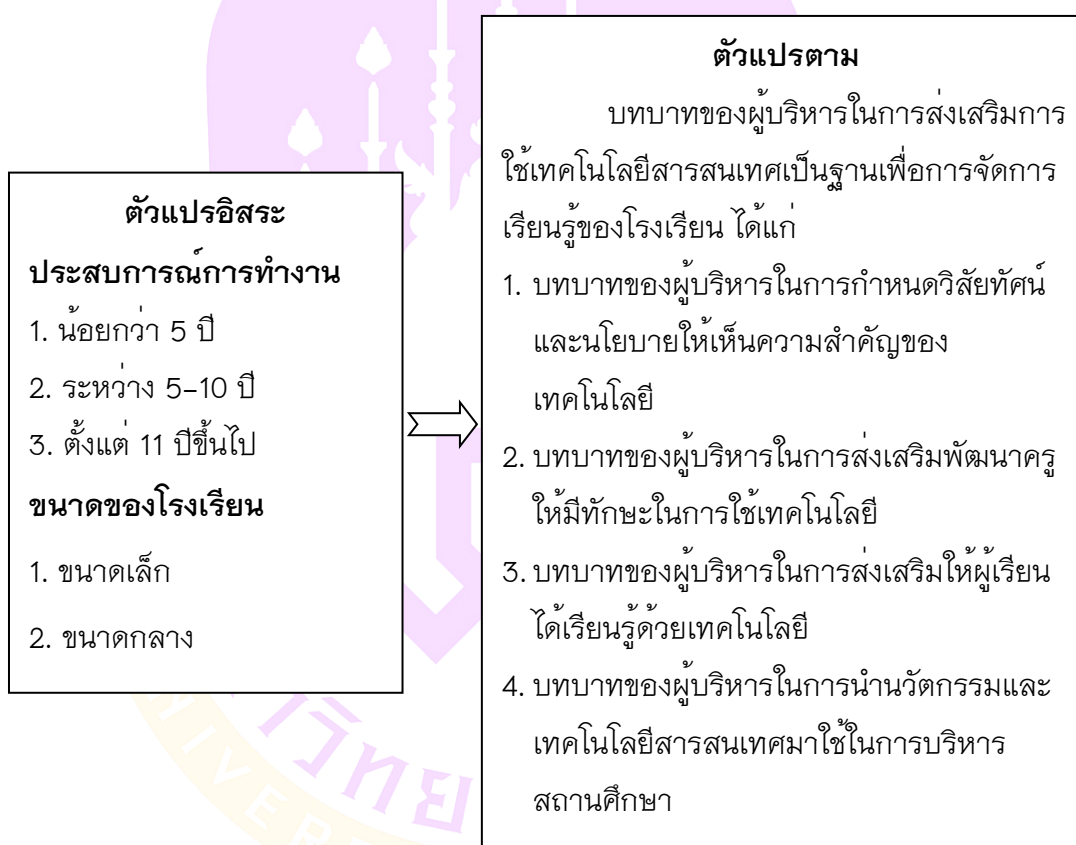 ตัวแปรอิสระ
ประสบการณ์การทำงาน
1. น้อยกว่า 5 ปี
2. ระหว่าง 5-10 ปี
3. ตั้งแต่ 11 ปีขึ้นไป
ขนาดของโรงเรียน
1. ขนาดเล็ก
2. ขนาดกลาง
ตัวแปรตาม
บทบาทของผู้บริหารในการส่งเสริมการ
ใช้เทคโนโลยีสารสนเทศเป็นฐานเพื่อการจัดการ
เรียนรู้ของโรงเรียน ได้แก่
1. บทบาทของผู้บริหารในการกำหนดวิสัยทัศน์
และนโยบายให้เห็นความสำคัญของ
เทคโนโลยี
2. บทบาทของผู้บริหารในการส่งเสริมพัฒนาครู
ให้มีทักษะในการใช้เทคโนโลยี
3. บทบาทของผู้บริหารในการส่งเสริมให้ผู้เรียน
ได้เรียนรู้ด้วยเทคโนโลยี
4. บทบาทของผู้บริหารในการนำนวัตกรรมและ
เทคโนโลยีสารสนเทศมาใช้ในการบริหาร
สถานศึกษา